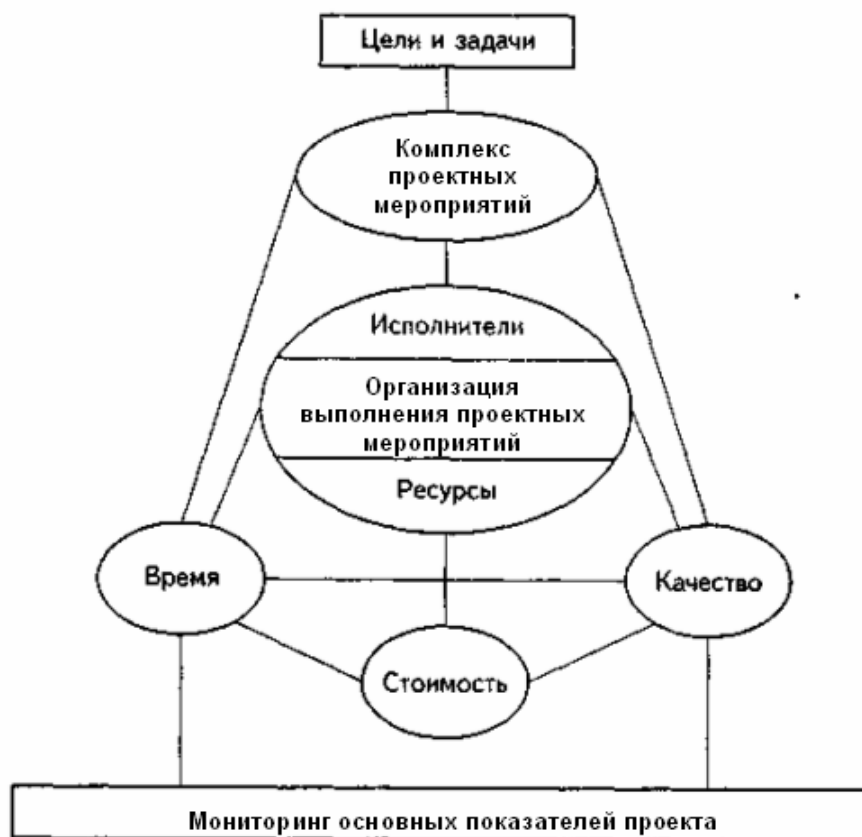 Цели и задачи
Комплекс
проектных
мероприятий
Исполнители
Организация
выполнения проектных
мероприятий
Ресурсы
Время
Качество
Стоимость
Мониторинг основных показателей проекта